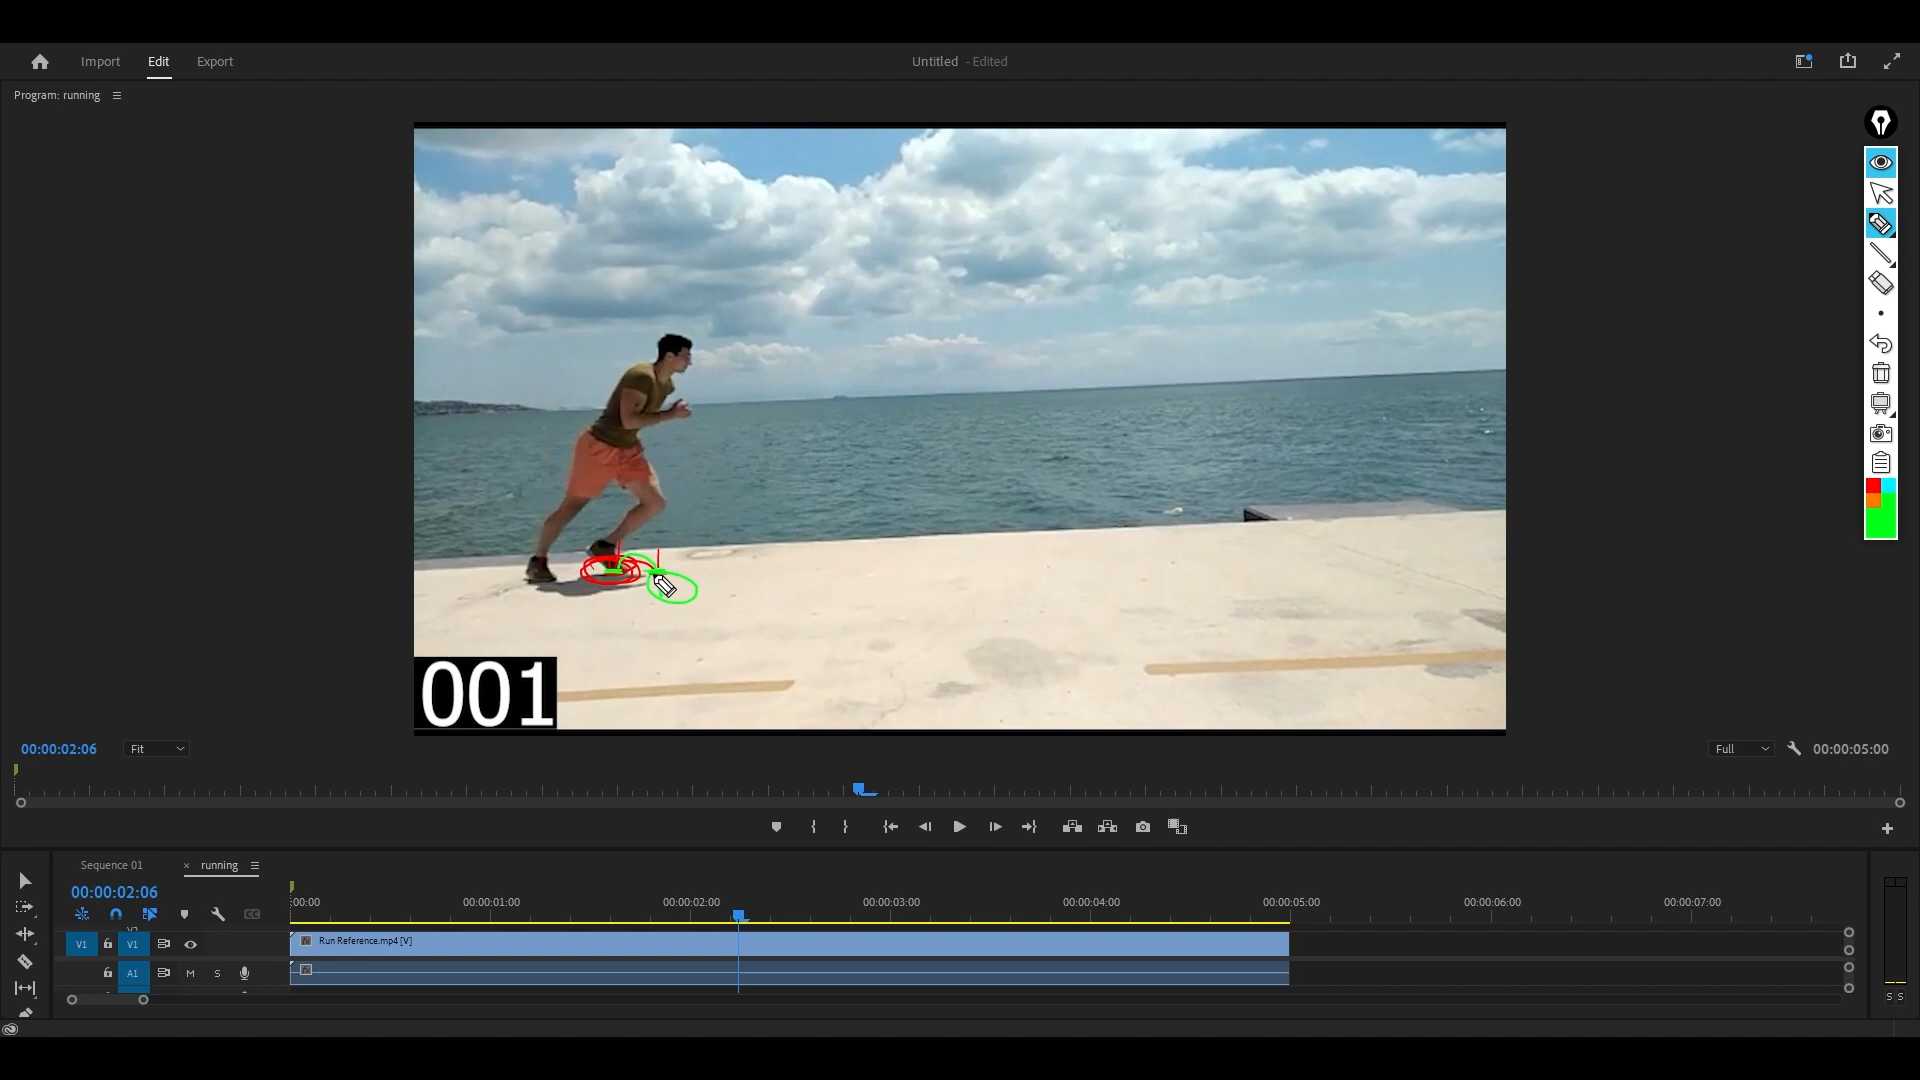 Import Edit Export
Untitled - Edited
Program: running
001
00:00:02:06 Fit
Full 00:00:05:00
Sequence 01 × running
00:00:02:06
:00:00 00:00:01:00 00:00:02:00 00:00:03:00 00:00:04:00 00:00:05:00 00:00:06:00 00:00:07:00
V1 V1 fx Run Reference.mp4 [V]
A1 M S fx
S S